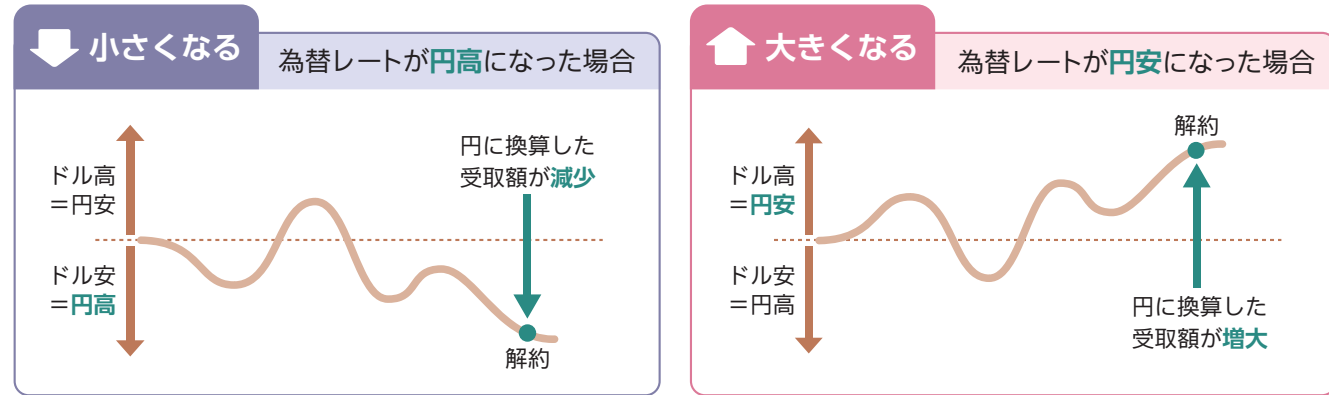 小さくなる
為替レートが円高になった場合
ドル高
＝円安
ドル安
＝円高
円に換算した
受取額が減少
解約
大きくなる
為替レートが円安になった場合
ドル高
＝円安
ドル安
＝円高
解約
円に換算した
受取額が増大